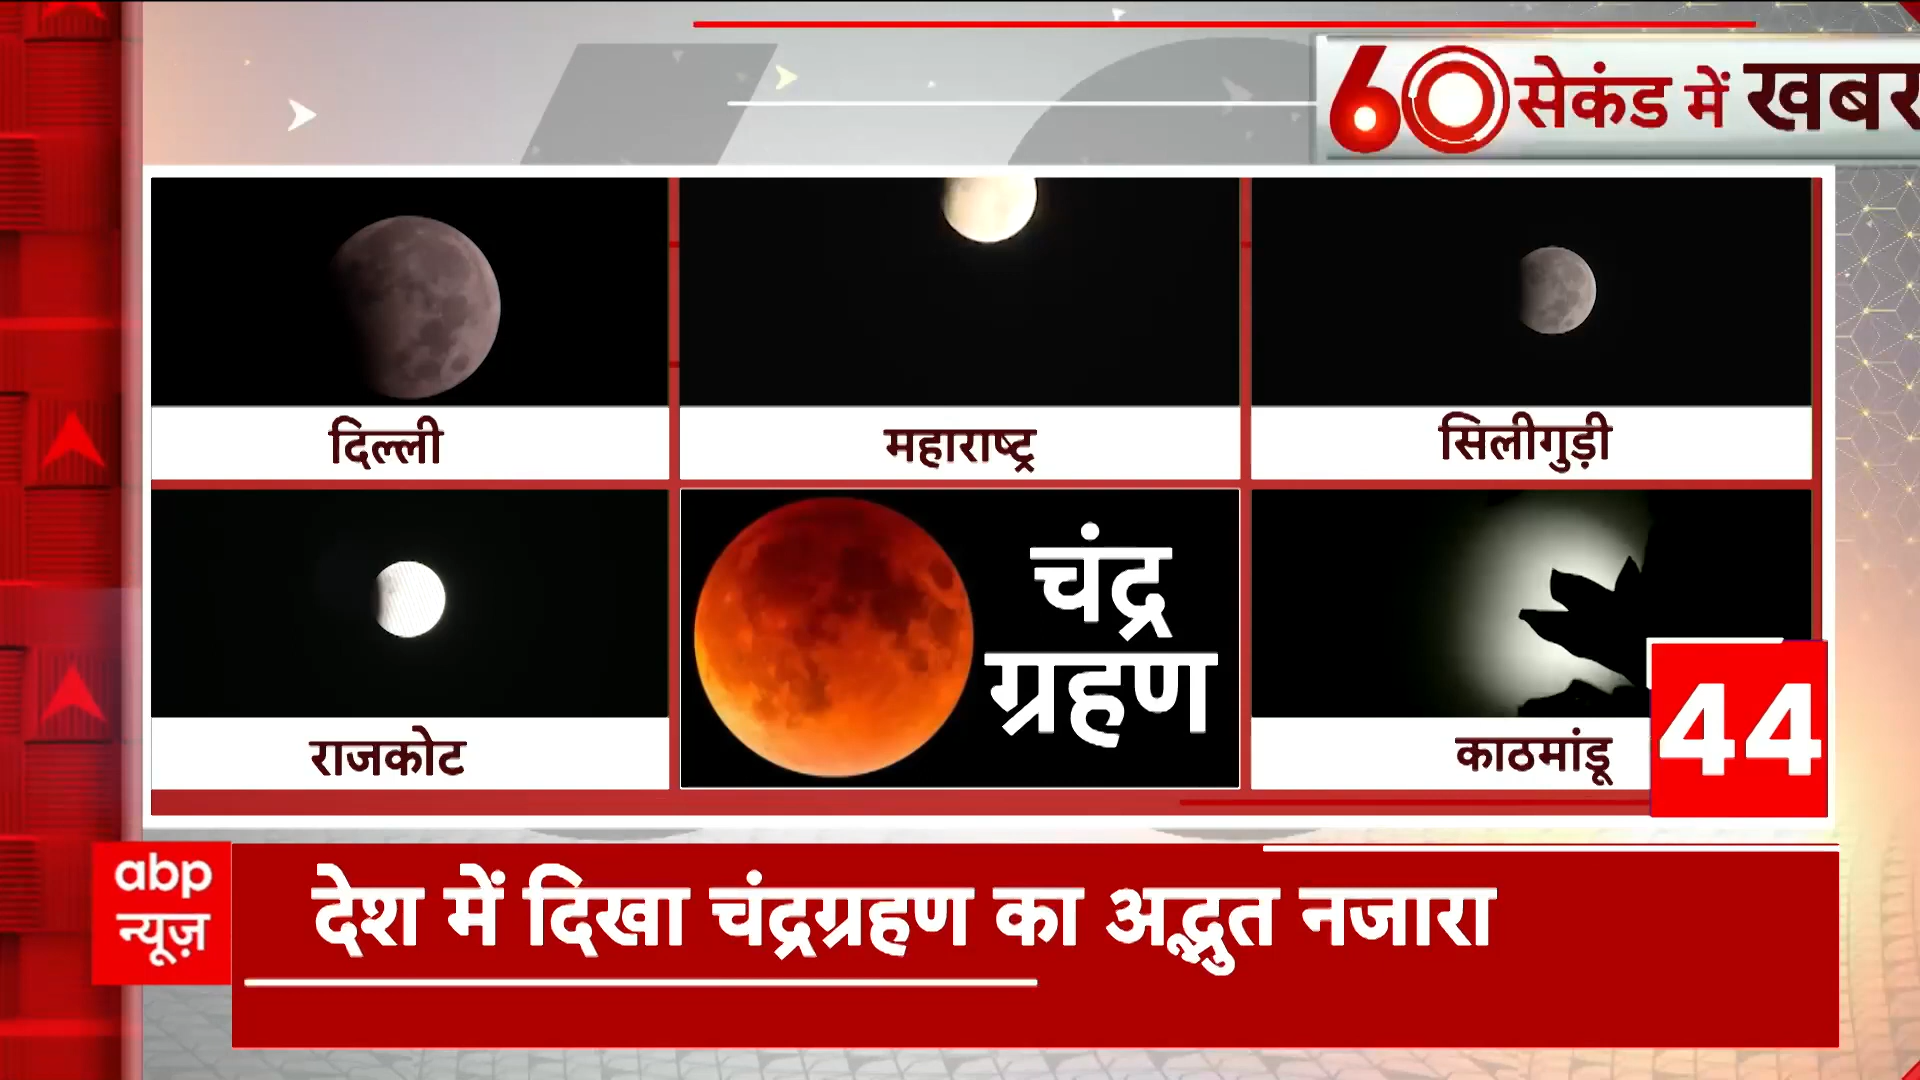 60 सेकंड में खबर
दिल्ली
महाराष्ट्र
सिलीगुड़ी
चंद्र
ग्रहण
राजकोट
काठमांडू
44
abp
न्यूज़
देश में दिखा चंद्रग्रहण का अद्भुत नजारा